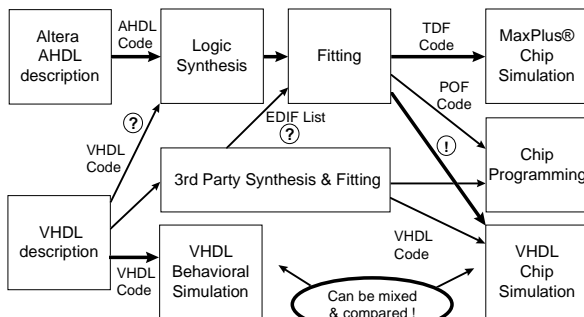 Altera
AHDL
description
AHDL
Code
Logic
Synthesis
Fitting
TDF
Code
MaxPlus®
Chip
Simulation
POF
Code
?
VHDL
Code
EDIF List
?
!
Chip
Programming
3rd Party Synthesis & Fitting
VHDL
description
VHDL
Code
VHDL
Behavioral
Simulation
VHDL
Code
VHDL
Chip
Simulation
Can be mixed
& compared !